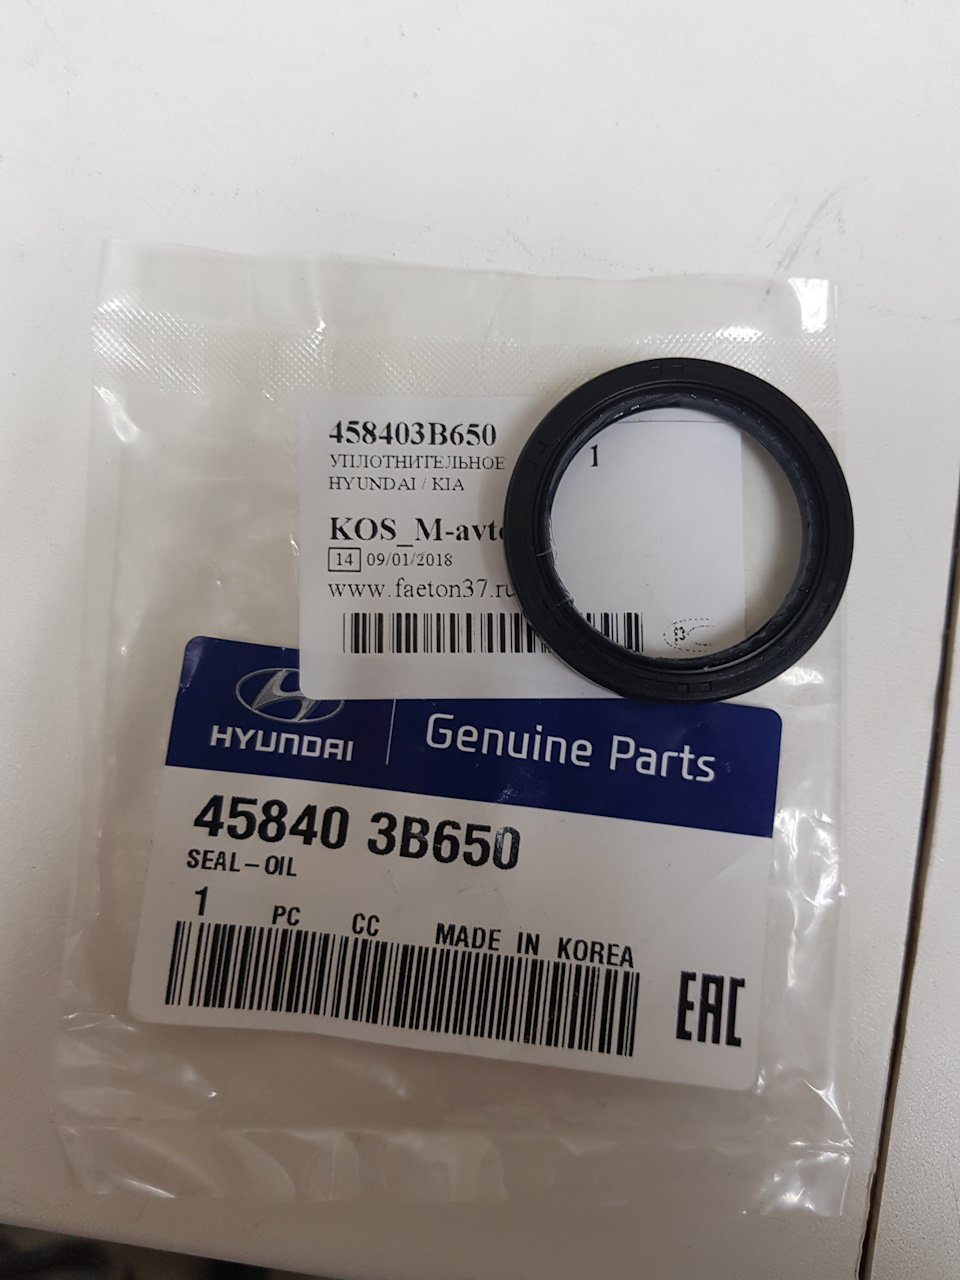 458403B650
1
УПЛОТНИТЕЛЬНОЕ
HYUNDAI / KIA
KOS_M-avto
14 09/01/2018
www.faeton37.ru
HYUNDAI
Genuine Parts
45840 3B650
SEAL-OIL
1 PC CC MADE IN KOREA
EAC